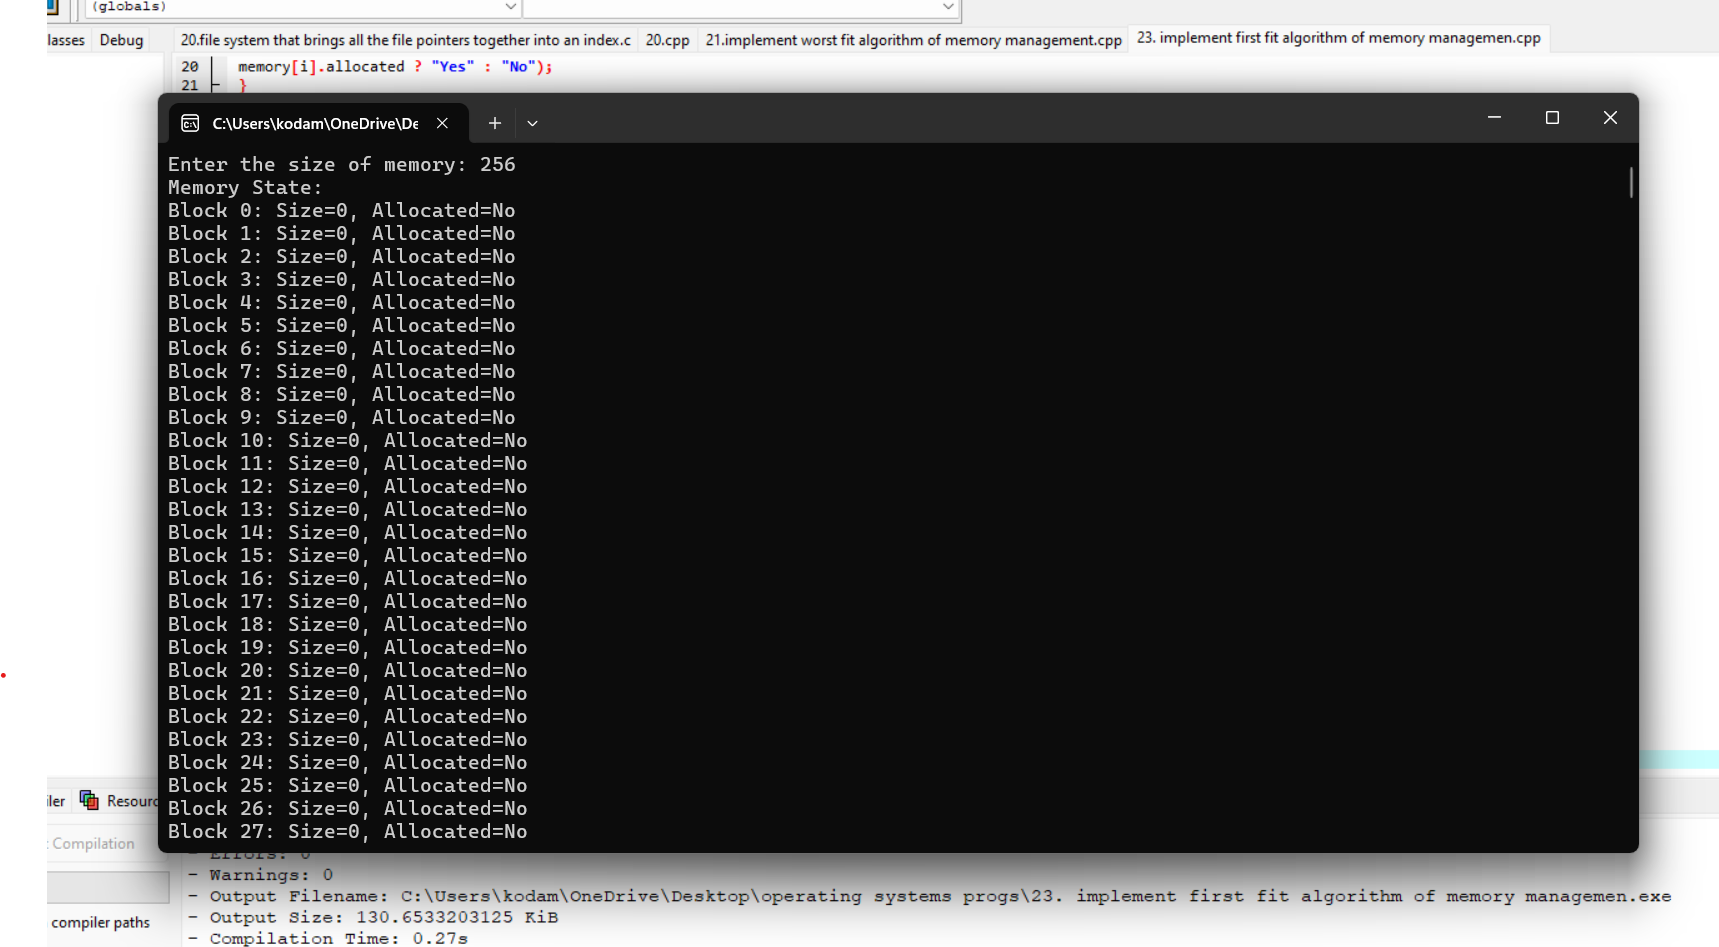 (globals)
lasses Debug 20.file system that brings all the file pointers together into an index.c 20.cpp 21.implement worst fit algorithm of memory management.cpp 23. implement first fit algorithm of memory managemen.cpp
20 memory[i].allocated ? "Yes" : "No");
21 }
C:\Users\kodam\OneDrive\De
Enter the size of memory: 256
Memory State:
Block 0: Size=0, Allocated=No
Block 1: Size=0, Allocated=No
Block 2: Size=0, Allocated=No
Block 3: Size=0, Allocated=No
Block 4: Size=0, Allocated=No
Block 5: Size=0, Allocated=No
Block 6: Size=0, Allocated=No
Block 7: Size=0, Allocated=No
Block 8: Size=0, Allocated=No
Block 9: Size=0, Allocated=No
Block 10: Size=0, Allocated=No
Block 11: Size=0, Allocated=No
Block 12: Size=0, Allocated=No
Block 13: Size=0, Allocated=No
Block 14: Size=0, Allocated=No
Block 15: Size=0, Allocated=No
Block 16: Size=0, Allocated=No
Block 17: Size=0, Allocated=No
Block 18: Size=0, Allocated=No
Block 19: Size=0, Allocated=No
Block 20: Size=0, Allocated=No
Block 21: Size=0, Allocated=No
Block 22: Size=0, Allocated=No
Block 23: Size=0, Allocated=No
Block 24: Size=0, Allocated=No
Block 25: Size=0, Allocated=No
Block 26: Size=0, Allocated=No
Block 27: Size=0, Allocated=No
iler Resourc
Compilation
compiler paths
- Errors: 0
- Warnings: 0
- Output Filename: C:\Users\kodam\OneDrive\Desktop\operating systems progs\23. implement first fit algorithm of memory managemen.exe
- Output Size: 130.6533203125 KiB
- Compilation Time: 0.27s